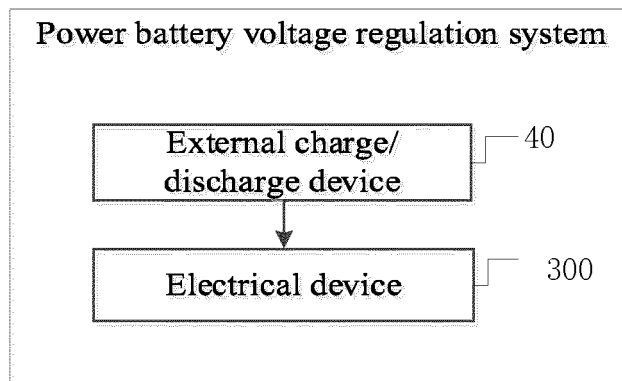 Power battery voltage regulation system
External charge/
discharge device
40
Electrical device
300